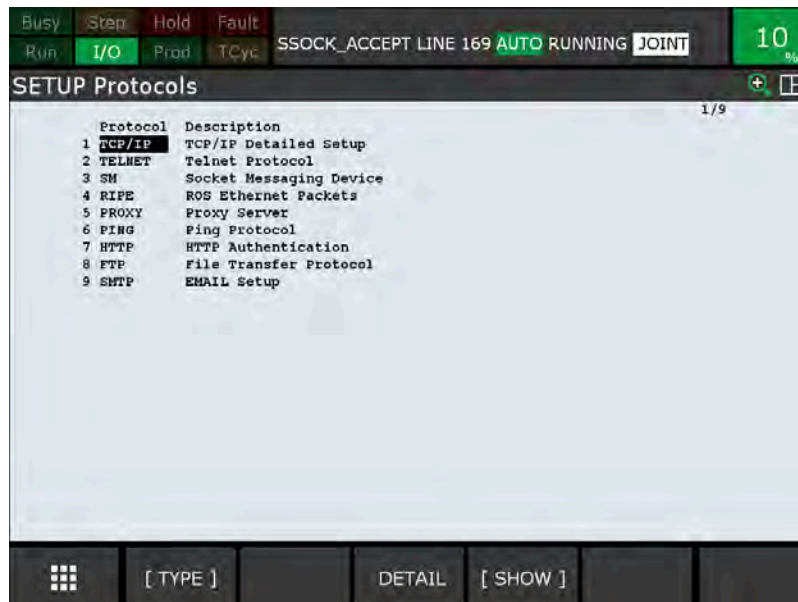 Busy Step Hold Fault
Run I/O Prod TCyc
SSOCK_ACCEPT LINE 169 AUTO RUNNING JOINT
10 %
SETUP Protocols
1/9
Protocol Description
1 TCP/IP TCP/IP Detailed Setup
2 TELNET Telnet Protocol
3 SM Socket Messaging Device
4 RIPE ROS Ethernet Packets
5 PROXY Proxy Server
6 PING Ping Protocol
7 HTTP HTTP Authentication
8 FTP File Transfer Protocol
9 SMTP EMAIL Setup
[ TYPE ] DETAIL [ SHOW ]